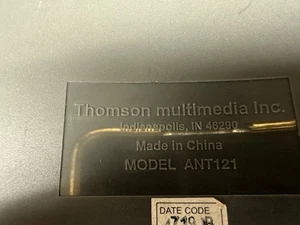 Thomson multimedia Inc.
Indianapolis, IN 46290
Made in China
MODEL ANT121
DATE CODE